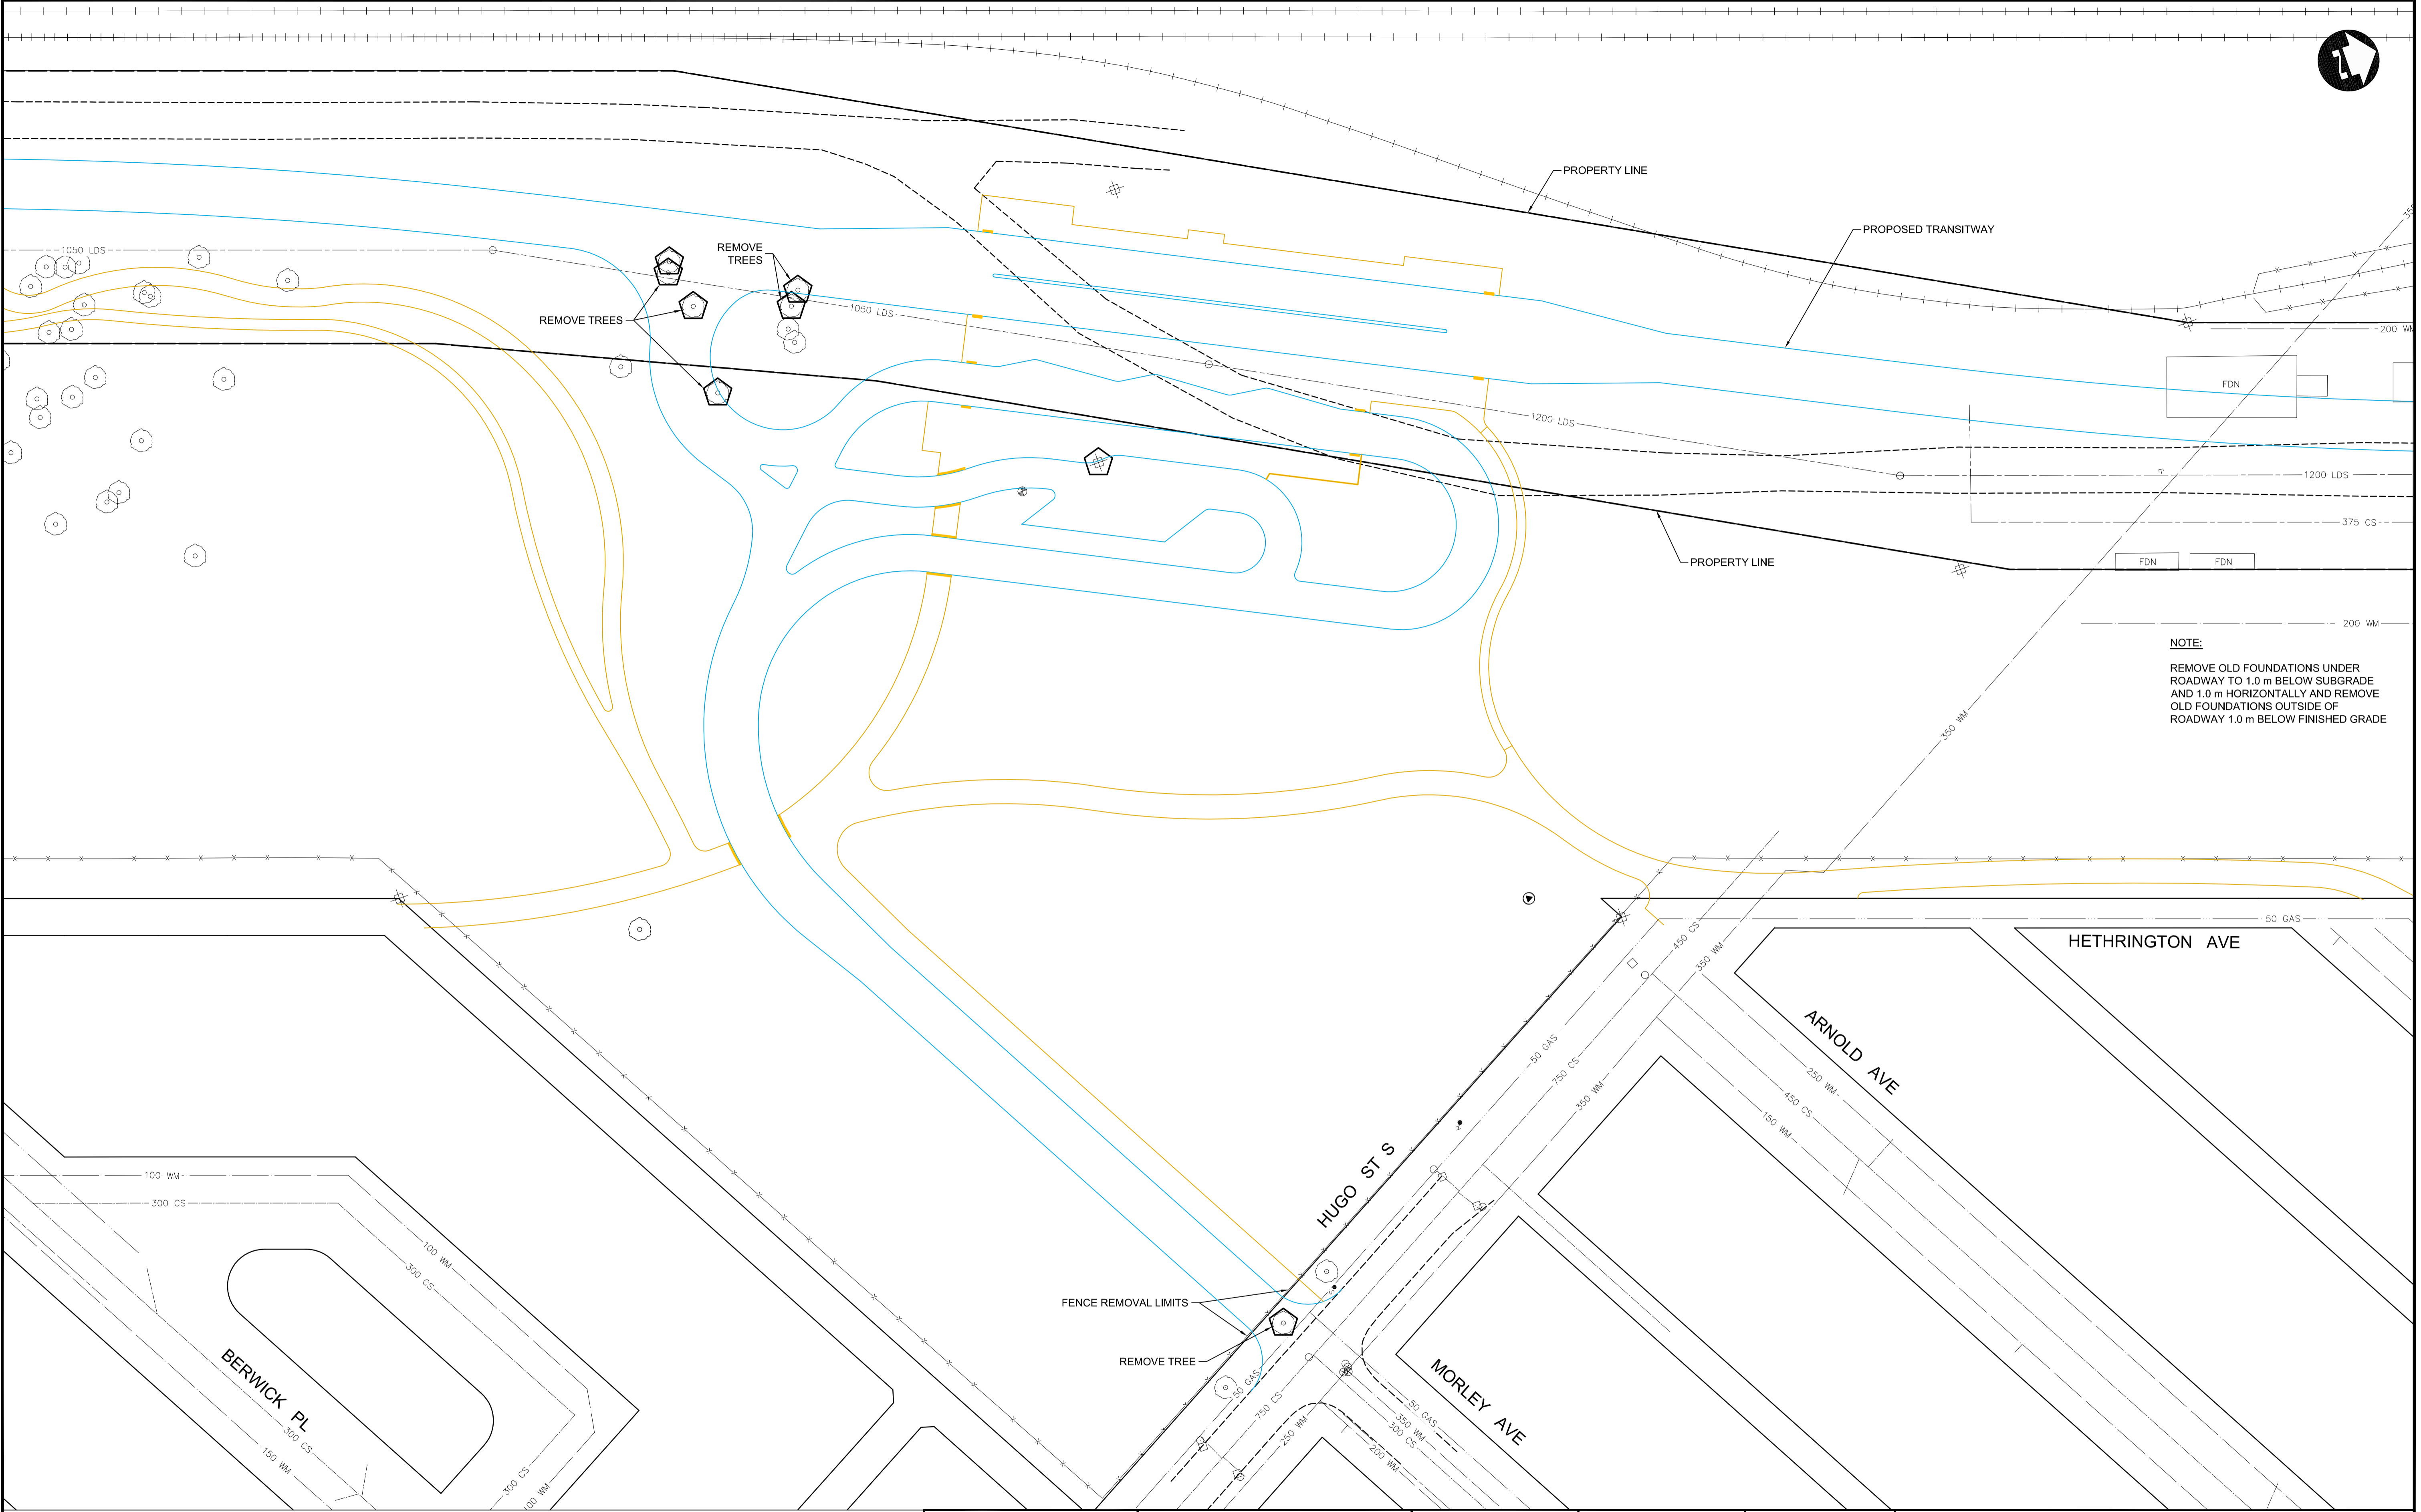 PROPERTY LINE
PROPOSED TRANSITWAY
REMOVE
TREES
1050 LDS
REMOVE TREES
1050 LDS
200 WM
FDN
1200 LDS
1200 LDS
375 CS
PROPERTY LINE
FDN
FDN
200 WM
NOTE:
REMOVE OLD FOUNDATIONS UNDER
ROADWAY TO 1.0 m BELOW SUBGRADE
AND 1.0 m HORIZONTALLY AND REMOVE
OLD FOUNDATIONS OUTSIDE OF
ROADWAY 1.0 m BELOW FINISHED GRADE
350 WM
50 GAS
HETHRINGTON AVE
450 CS
350 WM
ARNOLD AVE
50 GAS
750 CS
350 WM
250 WM
450 CS
150 WM
HUGO ST S
100 WM
300 CS
100 WM
300 CS
FENCE REMOVAL LIMITS
REMOVE TREE
BERWICK PL
300 CS
150 WM
300 CS
100 WM
50 GAS
750 CS
250 WM
MORLEY AVE
50 GAS
350 WM
300 CS
200 WM